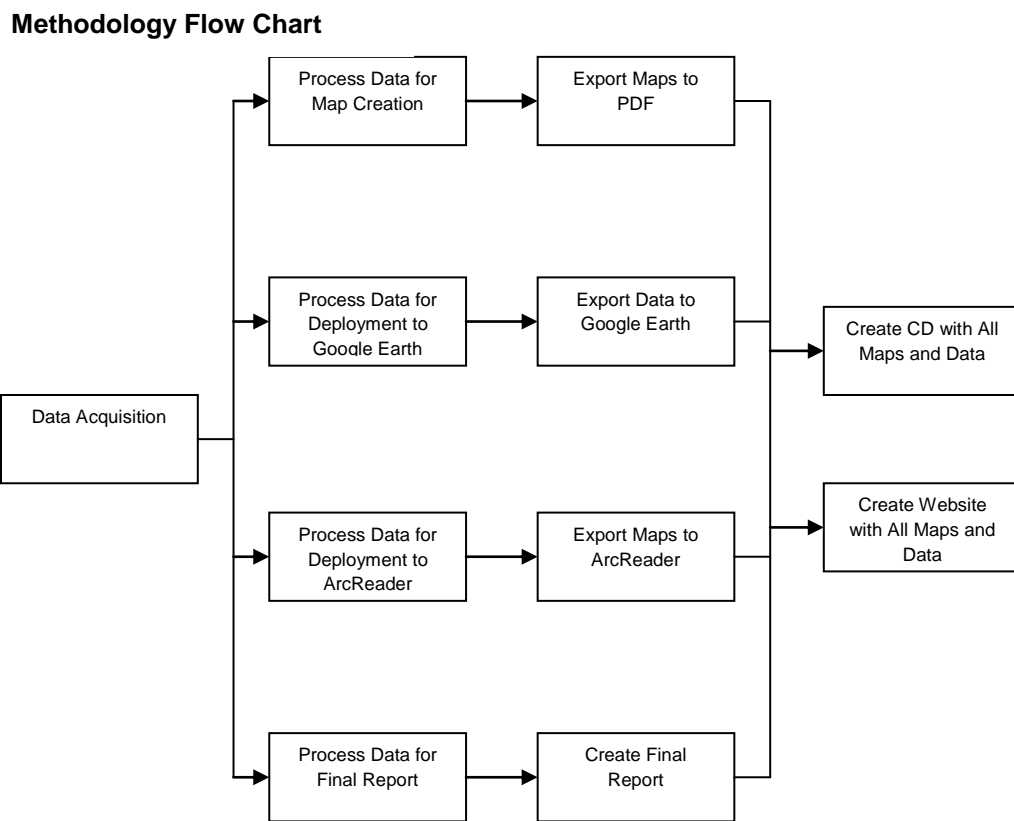 Methodology Flow Chart
Process Data for
Map Creation
Export Maps to
PDF
Process Data for
Deployment to
Google Earth
Export Data to
Google Earth
Create CD with All
Maps and Data
Data Acquisition
Process Data for
Deployment to
ArcReader
Export Maps to
ArcReader
Create Website
with All Maps and
Data
Process Data for
Final Report
Create Final
Report